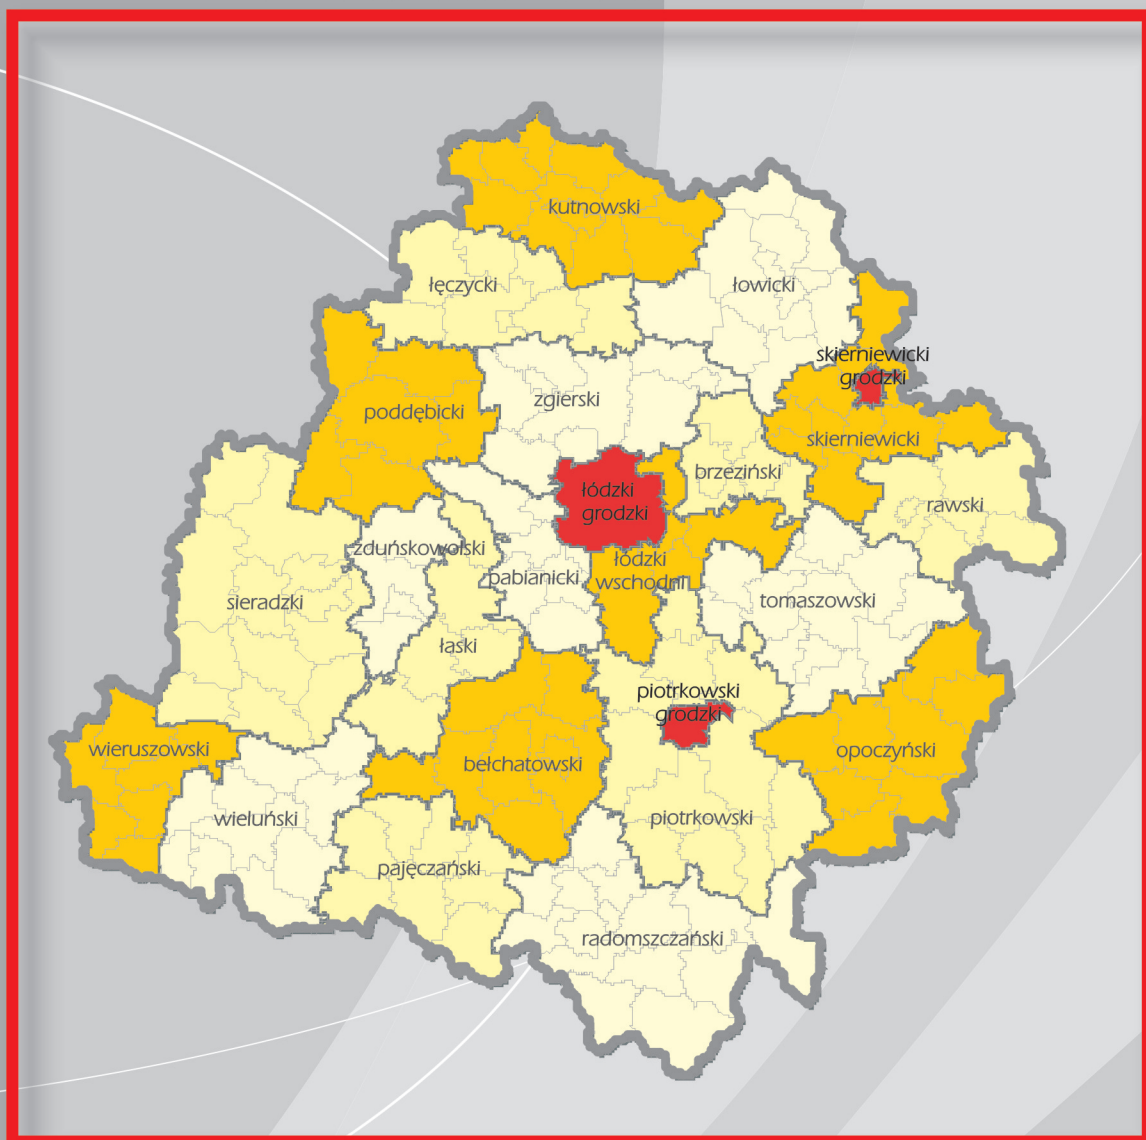 kutnowski
łęczycki
łowicki
skierniewicki
grodzki
zgierski
poddębicki
skierniewicki
brzeziński
łódzki
grodzki
rawski
zduńskowolski
łódzki
wschodni
pabianicki
sieradzki
tomaszowski
łaski
piotrkowski
grodzki
wieruszowski
opoczyński
bełchatowski
wieluński
piotrkowski
pajęczański
radomszczański